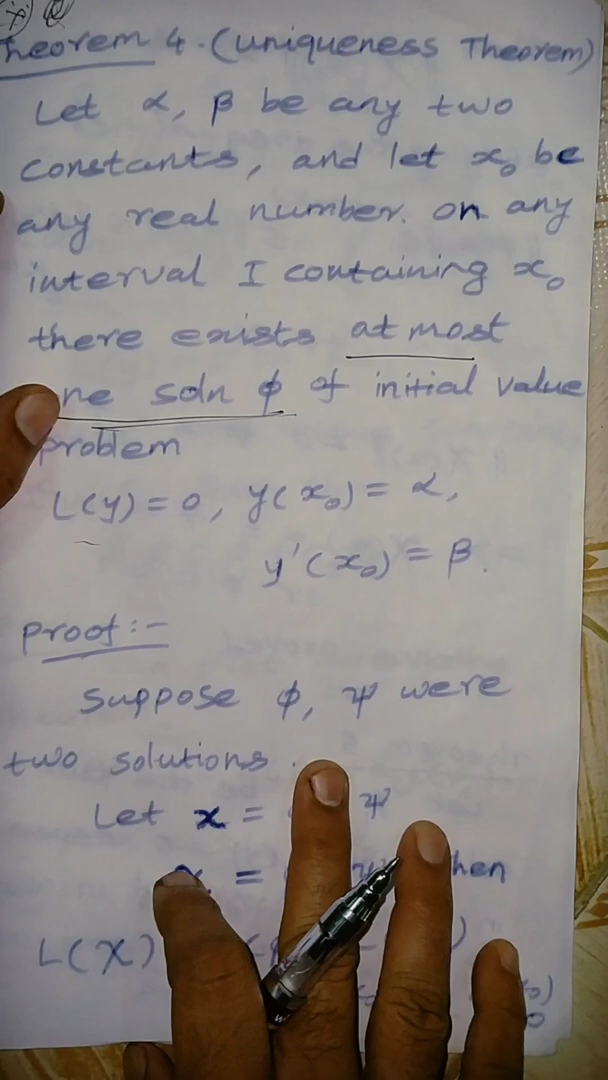 Theorem 4. (Uniqueness Theorem)
Let α, β be any two
constants, and let x₀ be
any real number. on any
interval I containing x₀
there exists at most
one soln φ of initial value
problem
L(y) = 0, y(x₀) = α,
y'(x₀) = β.
Proof :-
Suppose φ, ψ were
two solutions.
Let x = ψ
=
L(X)